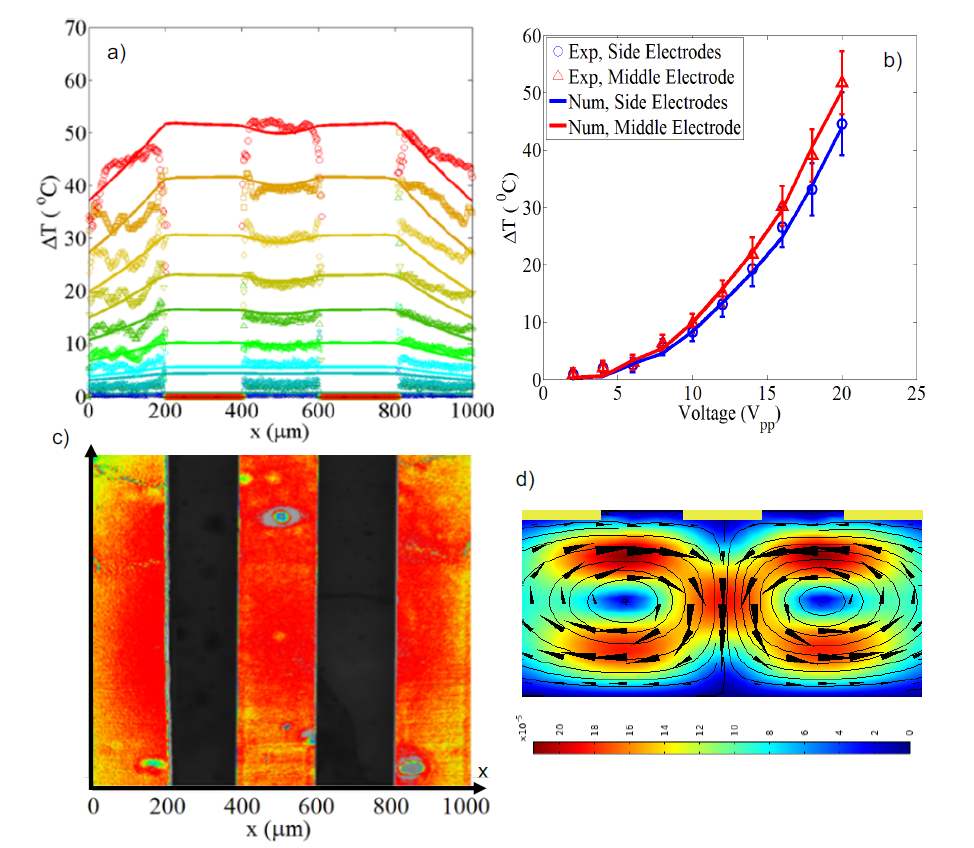 a)
ΔT ( ⁰C)
70
60
50
40
30
20
10
0
0 200 400 600 800 1000
x (μm)
b)
Exp, Side Electrodes
Exp, Middle Electrode
Num, Side Electrodes
Num, Middle Electrode
ΔT ( ⁰C)
60
50
40
30
20
10
0
0 5 10 15 20 25
Voltage (Vpp)
c)
x
0 200 400 600 800 1000
x (μm)
d)
×10⁻⁵
20 18 16 14 12 10 8 6 4 2 0